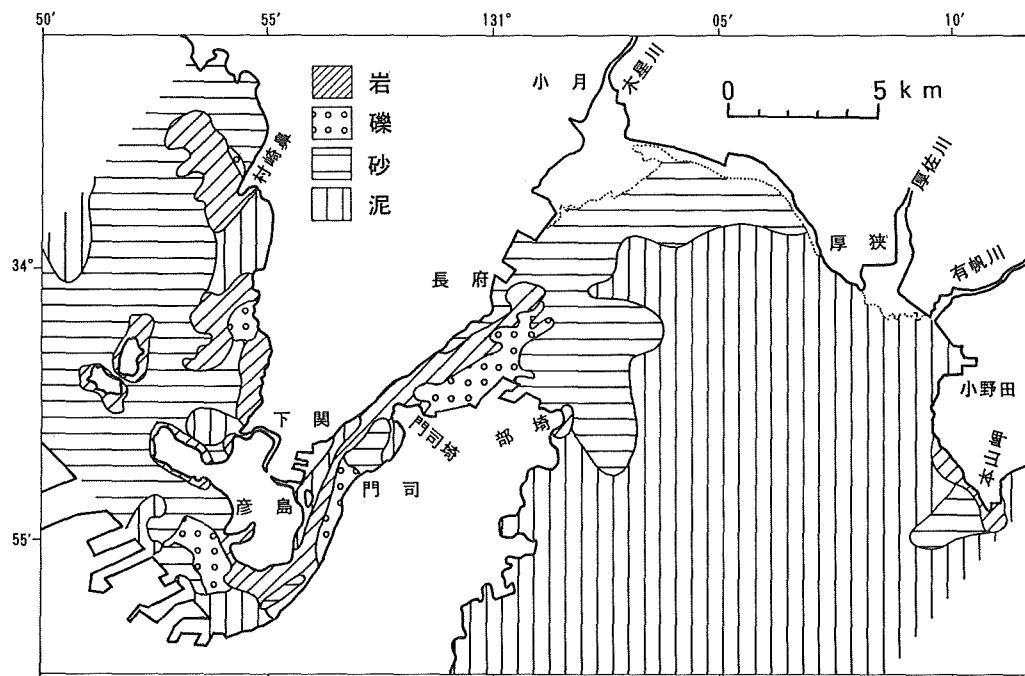 50′ 55′ 131° 05′ 10′
岩
礫
砂
泥
0 5 km
小月
木屋川
厚佐川
村崎鼻
厚狭
有帆川
34°
長府
小野田
下関
門司埼
部埼
本山岬
門司
彦島
55′